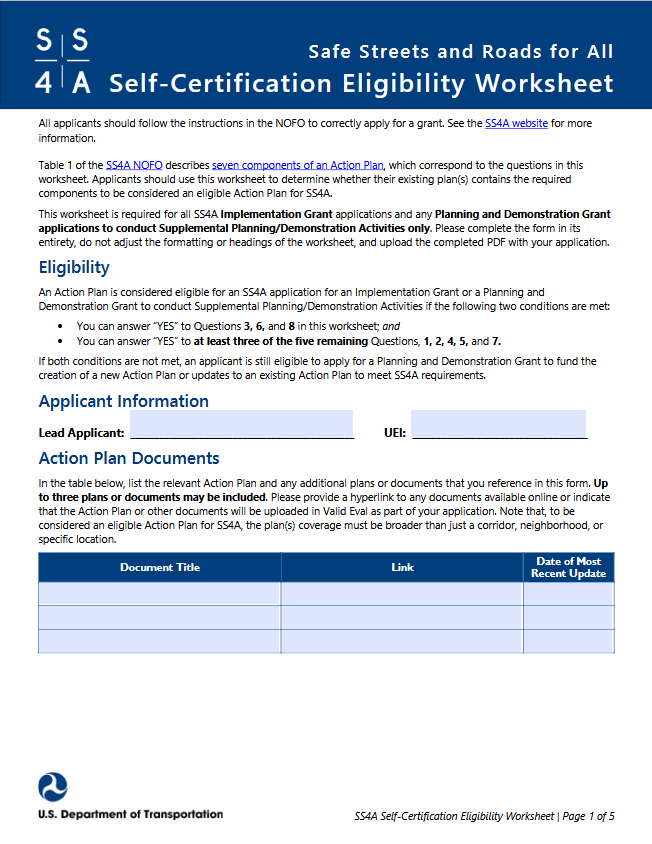 S S
4 A
Safe Streets and Roads for All
Self-Certification Eligibility Worksheet
All applicants should follow the instructions in the NOFO to correctly apply for a grant. See the SS4A website for more
information.
Table 1 of the SS4A NOFO describes seven components of an Action Plan, which correspond to the questions in this
worksheet. Applicants should use this worksheet to determine whether their existing plan(s) contains the required
components to be considered an eligible Action Plan for SS4A.
This worksheet is required for all SS4A Implementation Grant applications and any Planning and Demonstration Grant
applications to conduct Supplemental Planning/Demonstration Activities only. Please complete the form in its
entirety, do not adjust the formatting or headings of the worksheet, and upload the completed PDF with your application.
Eligibility
An Action Plan is considered eligible for an SS4A application for an Implementation Grant or a Planning and
Demonstration Grant to conduct Supplemental Planning/Demonstration Activities if the following two conditions are met:
• You can answer “YES” to Questions 3, 6, and 8 in this worksheet; and
• You can answer “YES” to at least three of the five remaining Questions, 1, 2, 4, 5, and 7.
If both conditions are not met, an applicant is still eligible to apply for a Planning and Demonstration Grant to fund the
creation of a new Action Plan or updates to an existing Action Plan to meet SS4A requirements.
Applicant Information
Lead Applicant: UEI:
Action Plan Documents
In the table below, list the relevant Action Plan and any additional plans or documents that you reference in this form. Up
to three plans or documents may be included. Please provide a hyperlink to any documents available online or indicate
that the Action Plan or other documents will be uploaded in Valid Eval as part of your application. Note that, to be
considered an eligible Action Plan for SS4A, the plan(s) coverage must be broader than just a corridor, neighborhood, or
specific location.
Document Title Link Date of Most
Recent Update
U.S. Department of Transportation
SS4A Self-Certification Eligibility Worksheet | Page 1 of 5